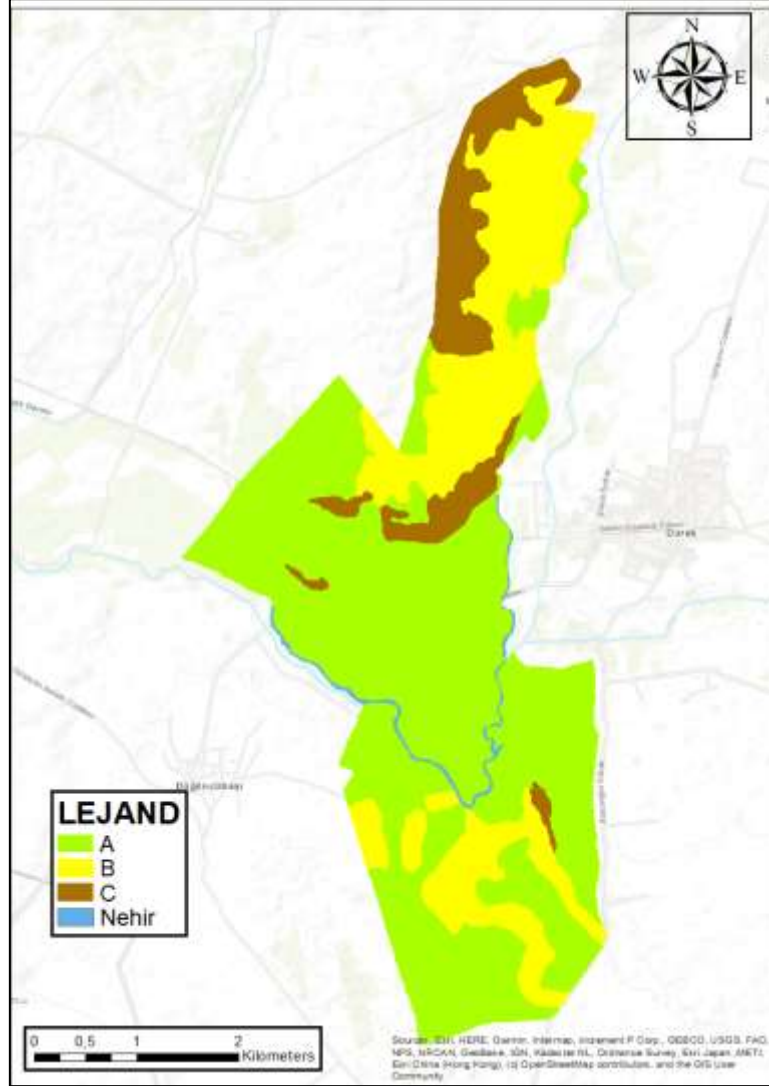 N
W E
S
LEJAND
A
B
C
Nehir
0 0,5 1 2
Kilometers
Sources: Esri, HERE, Garmin, Intermap, increment P Corp., GEBCO, USGS, FAO,
NPS, NRCAN, GeoBase, IGN, Kadaster NL, Ordnance Survey, Esri Japan, METI,
Esri China (Hong Kong), (c) OpenStreetMap contributors, and the GIS User
Community